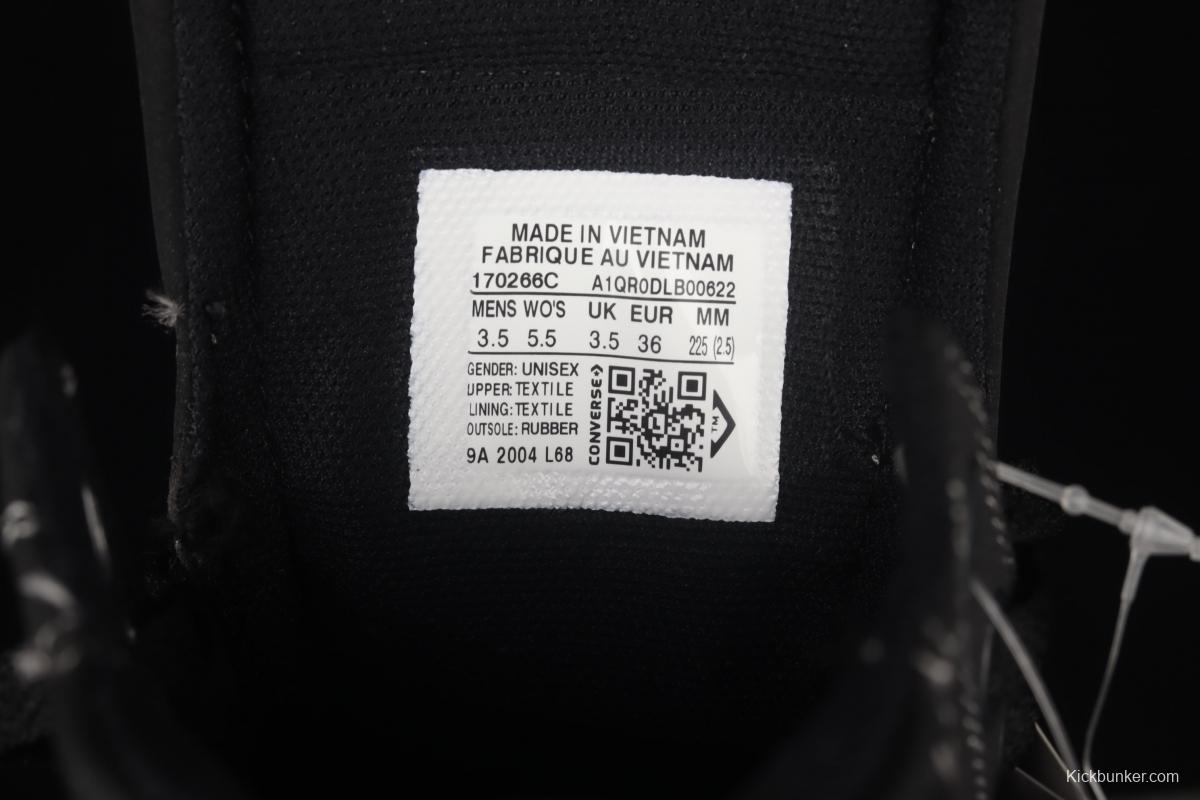 MADE IN VIETNAM
FABRIQUE AU VIETNAM
170266C A1QR0DLB00622
MENS WO'S UK EUR MM
3.5 5.5 3.5 36 225 (2.5)
GENDER: UNISEX
UPPER: TEXTILE
LINING: TEXTILE
OUTSOLE: RUBBER
9A 2004 L68
CONVERSE
TM
Kickbunker.com